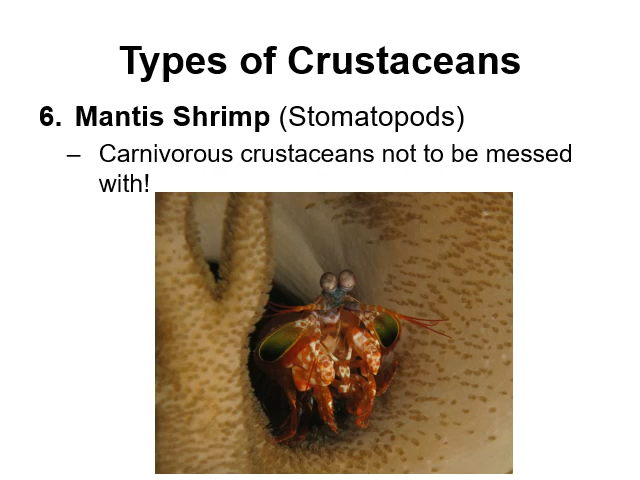 Types of Crustaceans
6. Mantis Shrimp (Stomatopods)
– Carnivorous crustaceans not to be messed
with!